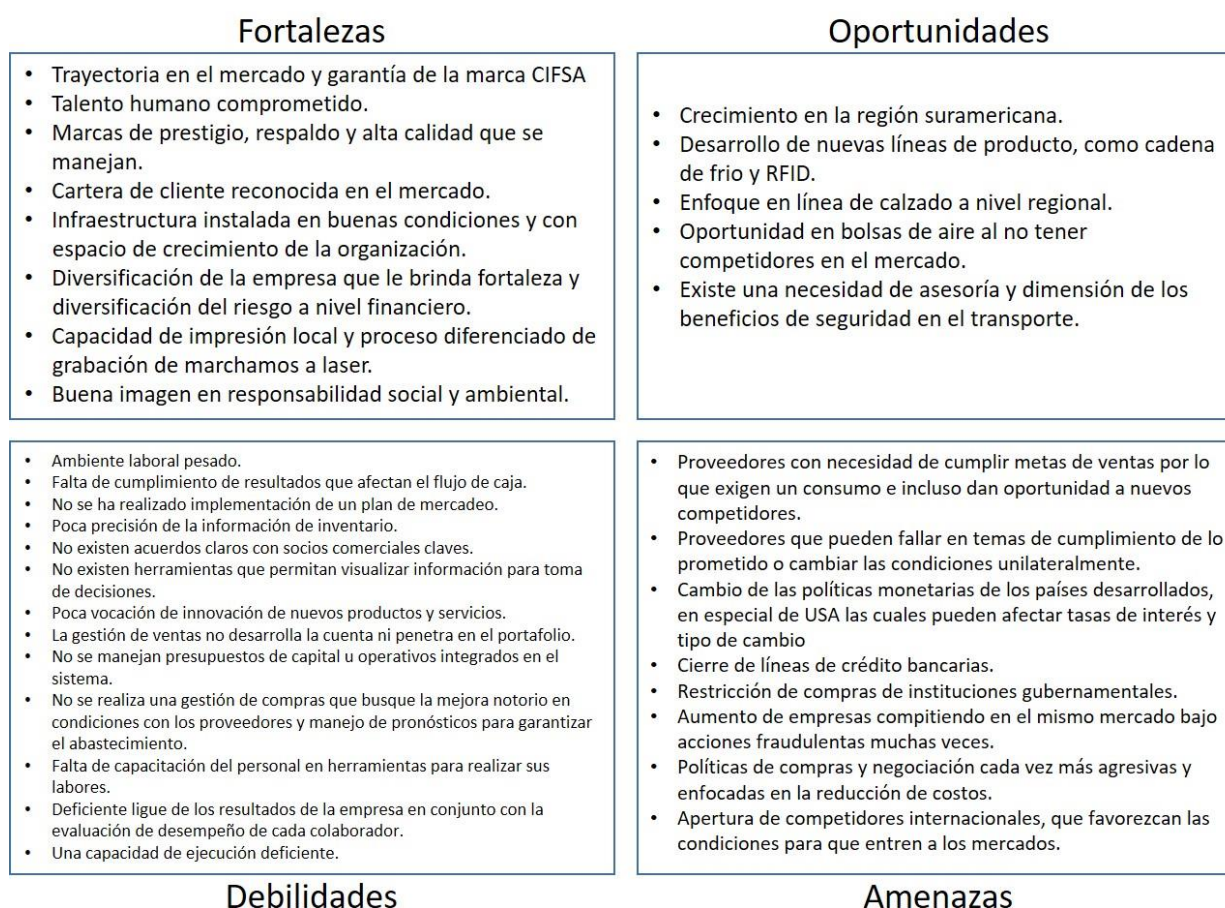 Fortalezas
• Trayectoria en el mercado y garantía de la marca CIFSA
• Talento humano comprometido.
• Marcas de prestigio, respaldo y alta calidad que se
manejan.
• Cartera de cliente reconocida en el mercado.
• Infraestructura instalada en buenas condiciones y con
espacio de crecimiento de la organización.
• Diversificación de la empresa que le brinda fortaleza y
diversificación del riesgo a nivel financiero.
• Capacidad de impresión local y proceso diferenciado de
grabación de marchamos a laser.
• Buena imagen en responsabilidad social y ambiental.
Oportunidades
• Crecimiento en la región suramericana.
• Desarrollo de nuevas líneas de producto, como cadena
de frio y RFID.
• Enfoque en línea de calzado a nivel regional.
• Oportunidad en bolsas de aire al no tener
competidores en el mercado.
• Existe una necesidad de asesoría y dimensión de los
beneficios de seguridad en el transporte.
• Ambiente laboral pesado.
• Falta de cumplimiento de resultados que afectan el flujo de caja.
• No se ha realizado implementación de un plan de mercadeo.
• Poca precisión de la información de inventario.
• No existen acuerdos claros con socios comerciales claves.
• No existen herramientas que permitan visualizar información para toma
de decisiones.
• Poca vocación de innovación de nuevos productos y servicios.
• La gestión de ventas no desarrolla la cuenta ni penetra en el portafolio.
• No se manejan presupuestos de capital u operativos integrados en el
sistema.
• No se realiza una gestión de compras que busque la mejora notorio en
condiciones con los proveedores y manejo de pronósticos para garantizar
el abastecimiento.
• Falta de capacitación del personal en herramientas para realizar sus
labores.
• Deficiente ligue de los resultados de la empresa en conjunto con la
evaluación de desempeño de cada colaborador.
• Una capacidad de ejecución deficiente.
Debilidades
• Proveedores con necesidad de cumplir metas de ventas por lo
que exigen un consumo e incluso dan oportunidad a nuevos
competidores.
• Proveedores que pueden fallar en temas de cumplimiento de lo
prometido o cambiar las condiciones unilateralmente.
• Cambio de las políticas monetarias de los países desarrollados,
en especial de USA las cuales pueden afectar tasas de interés y
tipo de cambio
• Cierre de líneas de crédito bancarias.
• Restricción de compras de instituciones gubernamentales.
• Aumento de empresas compitiendo en el mismo mercado bajo
acciones fraudulentas muchas veces.
• Políticas de compras y negociación cada vez más agresivas y
enfocadas en la reducción de costos.
• Apertura de competidores internacionales, que favorezcan las
condiciones para que entren a los mercados.
Amenazas